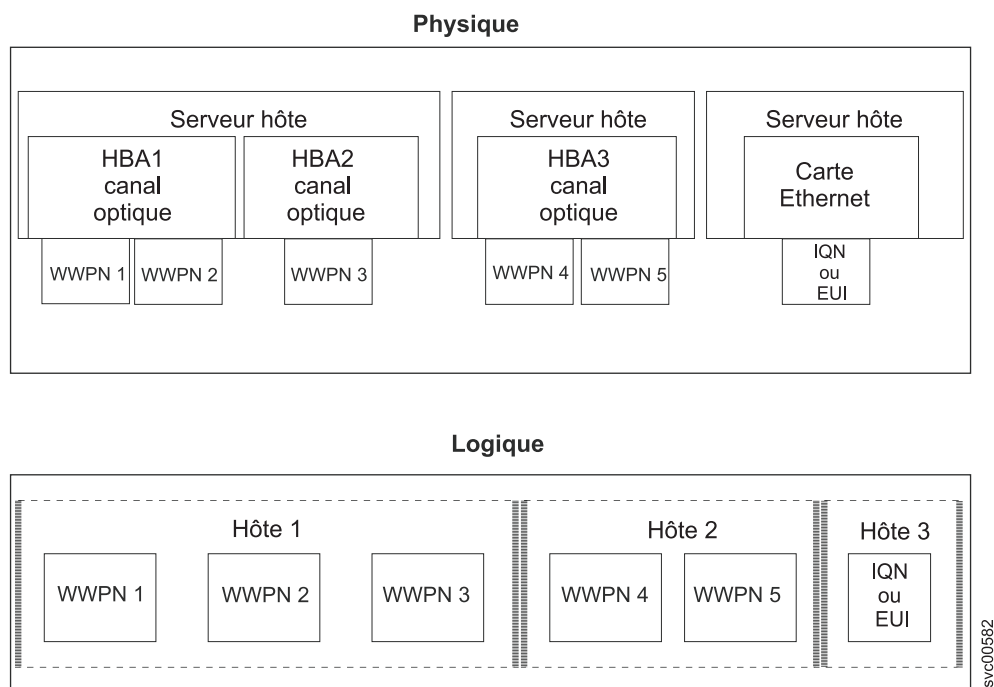 Physique
Serveur hôte
HBA1
canal
optique
HBA2
canal
optique
WWPN 1
WWPN 2
WWPN 3
Serveur hôte
HBA3
canal
optique
WWPN 4
WWPN 5
Serveur hôte
Carte
Ethernet
IQN
ou
EUI
Logique
Hôte 1
WWPN 1
WWPN 2
WWPN 3
Hôte 2
WWPN 4
WWPN 5
Hôte 3
IQN
ou
EUI
svc00582